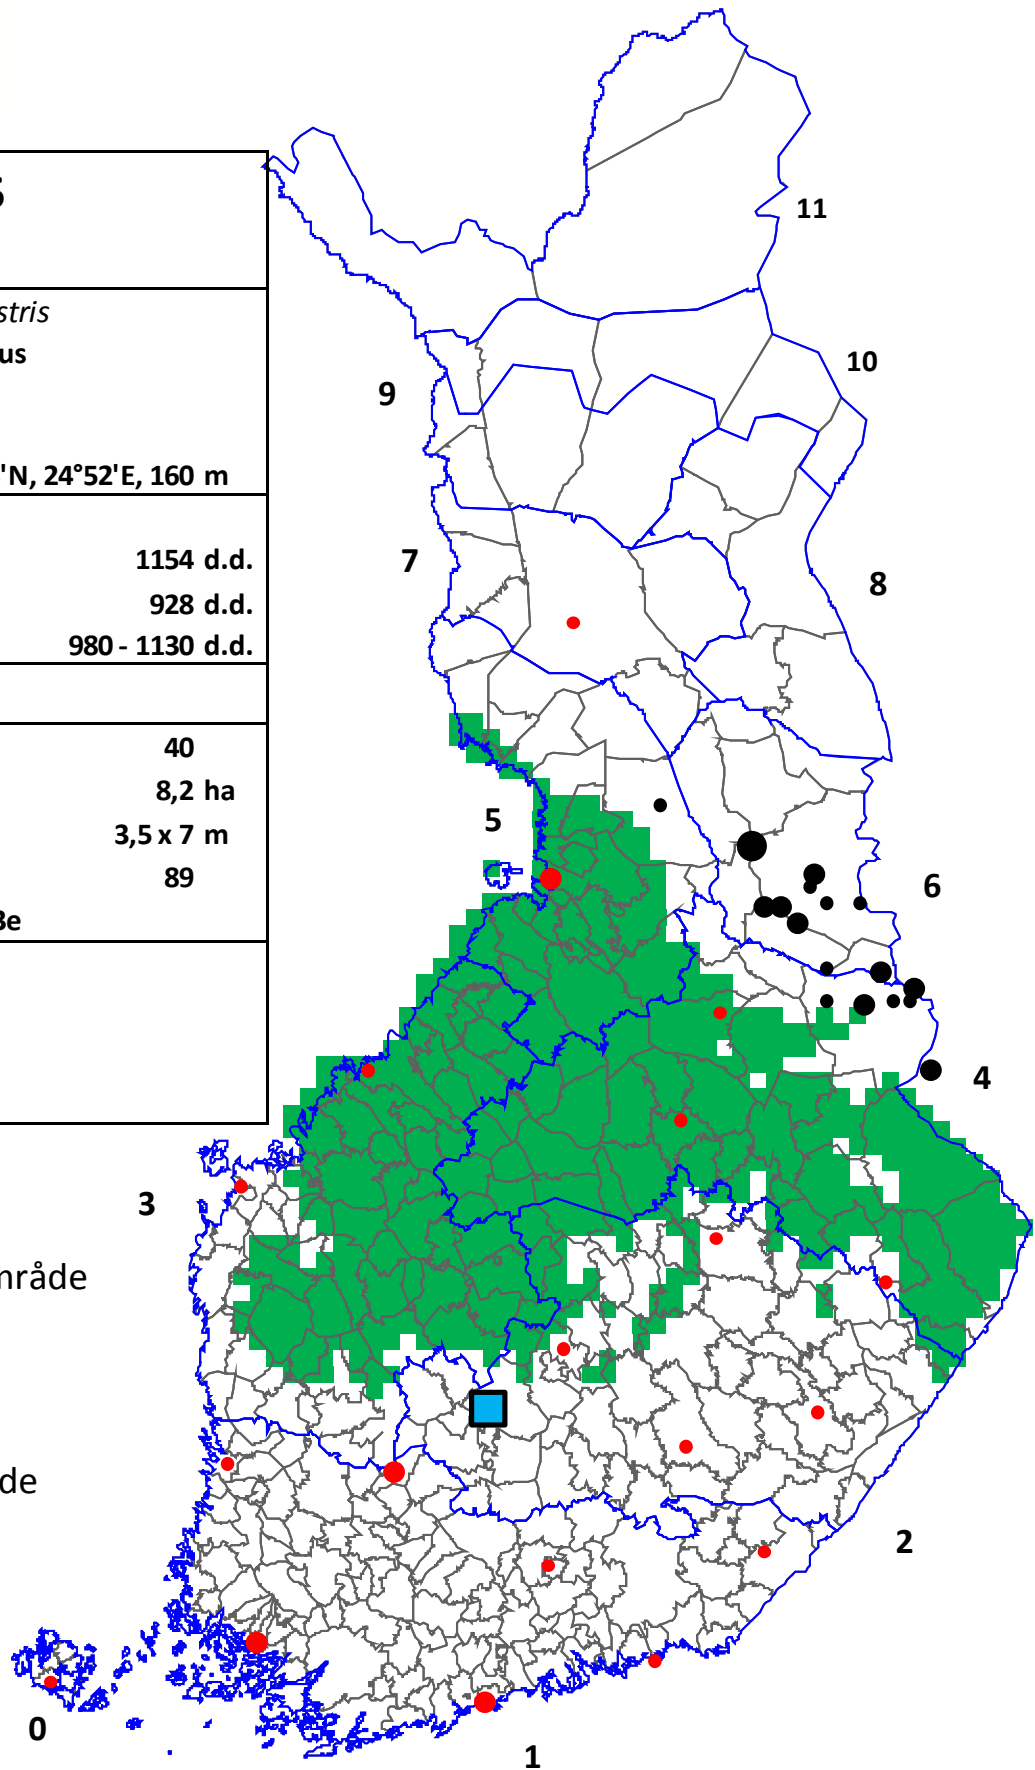 stris
us
'N, 24°52'E, 160 m
1154 d.d.
928 d.d.
980 - 1130 d.d.
40
8,2 ha
3,5 x 7 m
89
Be
område
de
11
10
9
8
7
6
5
4
3
2
1
0